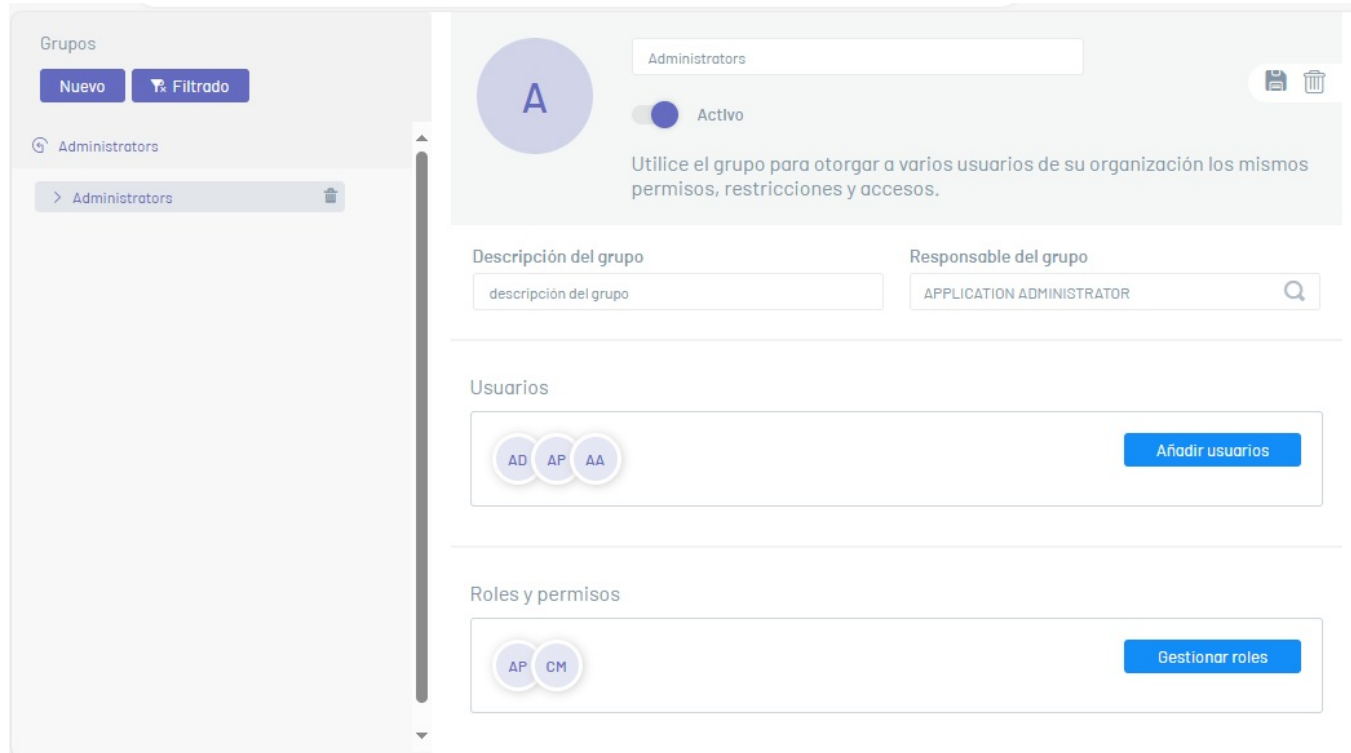 Grupos
Nuevo
Filtrado
Administrators
Administrators
A
Administrators
Activo
Utilice el grupo para otorgar a varios usuarios de su organización los mismos
permisos, restricciones y accesos.
Descripción del grupo
descripción del grupo
Responsable del grupo
APPLICATION ADMINISTRATOR
Usuarios
AD
AP
AA
Añadir usuarios
Roles y permisos
AP
CM
Gestionar roles